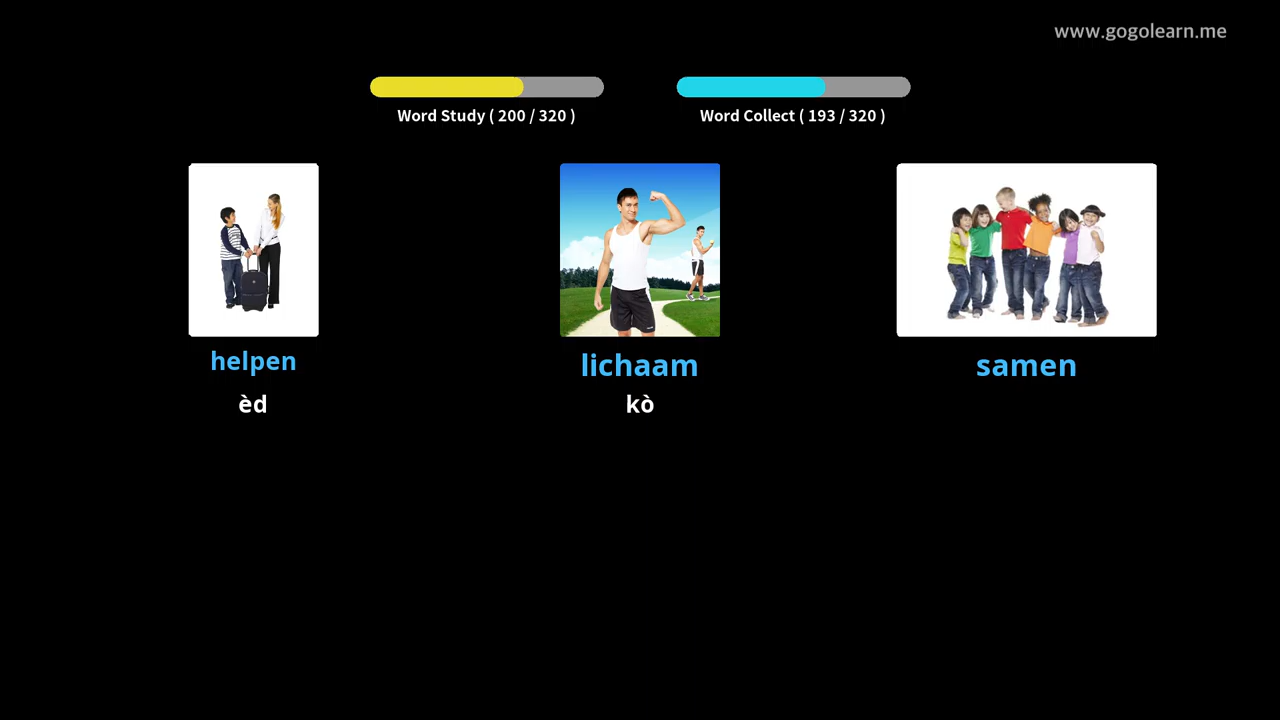 www.gogolearn.me
Word Study ( 200 / 320 )
Word Collect ( 193 / 320 )
helpen
lichaam
samen
èd
kò